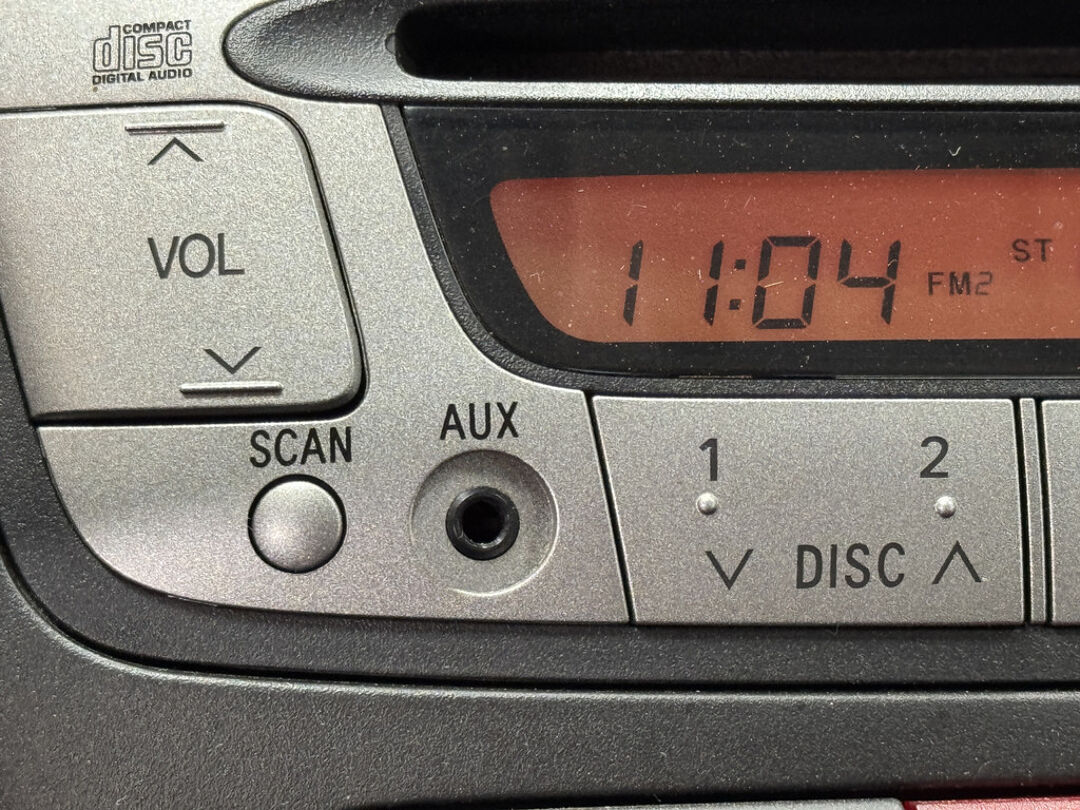 COMPACT
disc
DIGITAL AUDIO
VOL
11:04
FM2
ST
SCAN
AUX
1
2
DISC